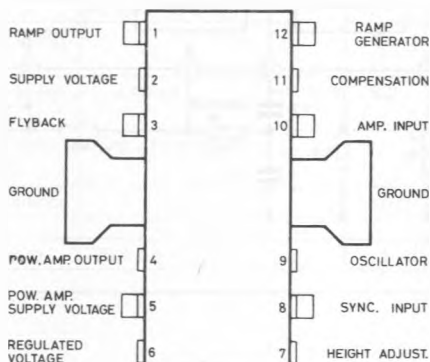 RAMP OUTPUT 1
SUPPLY VOLTAGE 2
FLYBACK 3
GROUND
POW. AMP. OUTPUT 4
POW. AMP.
SUPPLY VOLTAGE 5
REGULATED
VOLTAGE 6
12 RAMP
GENERATOR
11 COMPENSATION
10 AMP. INPUT
GROUND
9 OSCILLATOR
8 SYNC. INPUT
7 HEIGHT ADJUST.